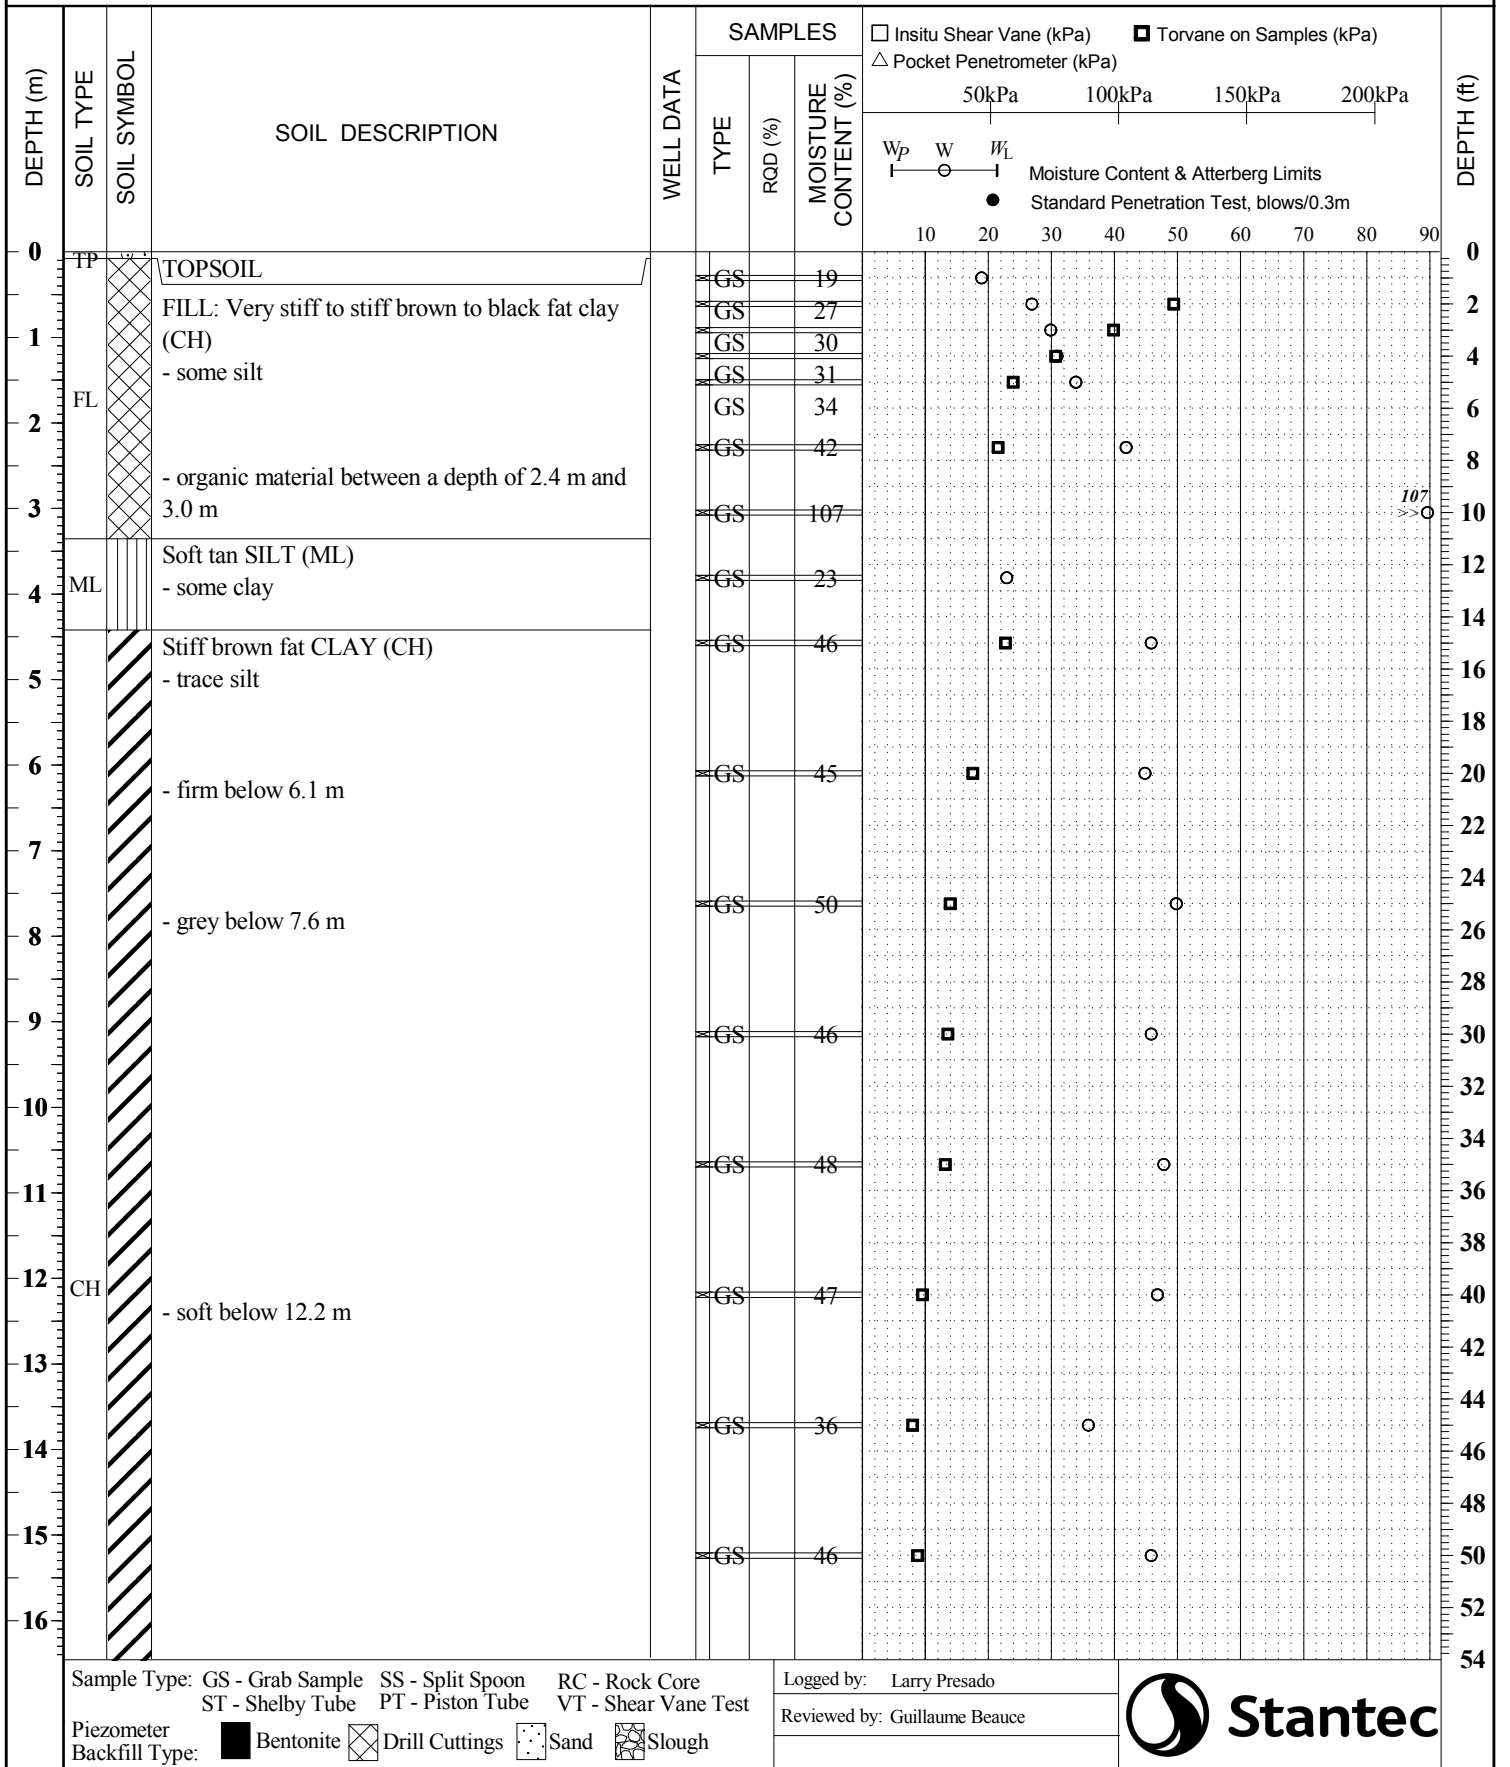 DEPTH (m)
SOIL TYPE
SOIL SYMBOL
SOIL DESCRIPTION
WELL DATA
SAMPLES
TYPE
RQD (%)
MOISTURE
CONTENT (%)
Insitu Shear Vane (kPa)
Torvane on Samples (kPa)
Pocket Penetrometer (kPa)
50kPa 100kPa 150kPa 200kPa
WP W WL
Moisture Content & Atterberg Limits
Standard Penetration Test, blows/0.3m
10 20 30 40 50 60 70 80 90
DEPTH (ft)
0
1
2
3
4
5
6
7
8
9
10
11
12
13
14
15
16
TP
FL
ML
CH
TOPSOIL
FILL: Very stiff to stiff brown to black fat clay
(CH)
- some silt
- organic material between a depth of 2.4 m and
3.0 m
Soft tan SILT (ML)
- some clay
Stiff brown fat CLAY (CH)
- trace silt
- firm below 6.1 m
- grey below 7.6 m
- soft below 12.2 m
GS 19
GS 27
GS 30
GS 31
GS 34
GS 42
GS 107
GS 23
GS 46
GS 45
GS 50
GS 46
GS 48
GS 47
GS 36
GS 46
107
>>
0
2
4
6
8
10
12
14
16
18
20
22
24
26
28
30
32
34
36
38
40
42
44
46
48
50
52
54
Sample Type: GS - Grab Sample SS - Split Spoon RC - Rock Core
ST - Shelby Tube PT - Piston Tube VT - Shear Vane Test
Piezometer
Backfill Type:
Bentonite Drill Cuttings Sand Slough
Logged by: Larry Presado
Reviewed by: Guillaume Beauce
Stantec